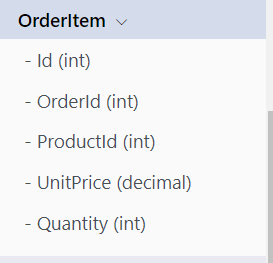 OrderItem
- Id (int)
- OrderId (int)
- ProductId (int)
- UnitPrice (decimal)
- Quantity (int)